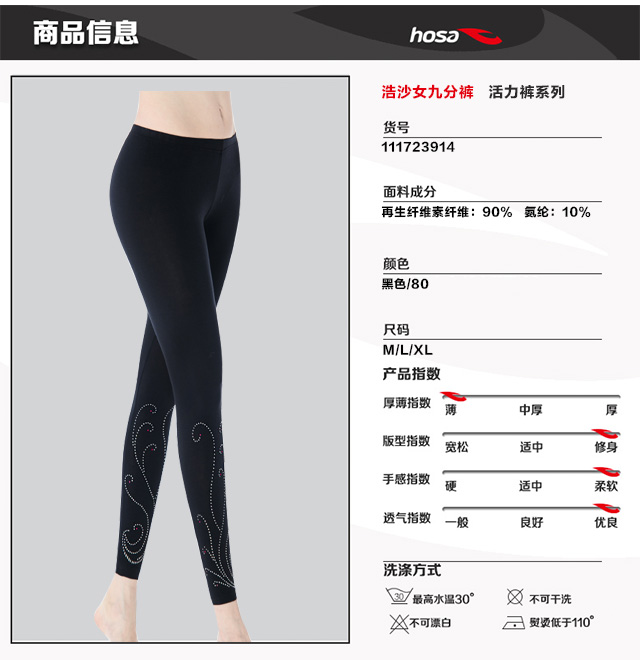 商品信息
hosa
浩沙女九分裤 活力裤系列
货号
111723914
面料成分
再生纤维素纤维：90% 氨纶：10%
颜色
黑色/80
尺码
M/L/XL
产品指数
厚薄指数
薄 中厚 厚
版型指数
宽松 适中 修身
手感指数
硬 适中 柔软
透气指数
一般 良好 优良
洗涤方式
30 最高水温30° 不可干洗
不可漂白 熨烫低于110°